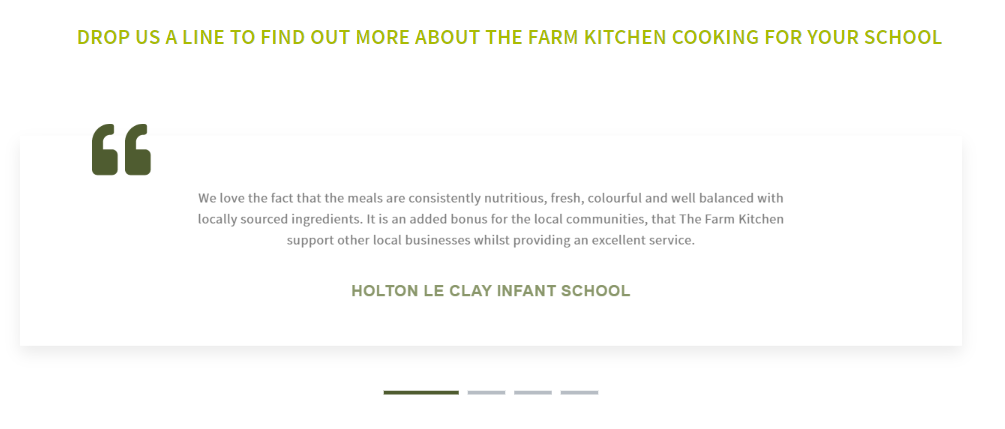 DROP US A LINE TO FIND OUT MORE ABOUT THE FARM KITCHEN COOKING FOR YOUR SCHOOL
“
We love the fact that the meals are consistently nutritious, fresh, colourful and well balanced with
locally sourced ingredients. It is an added bonus for the local communities, that The Farm Kitchen
support other local businesses whilst providing an excellent service.
HOLTON LE CLAY INFANT SCHOOL